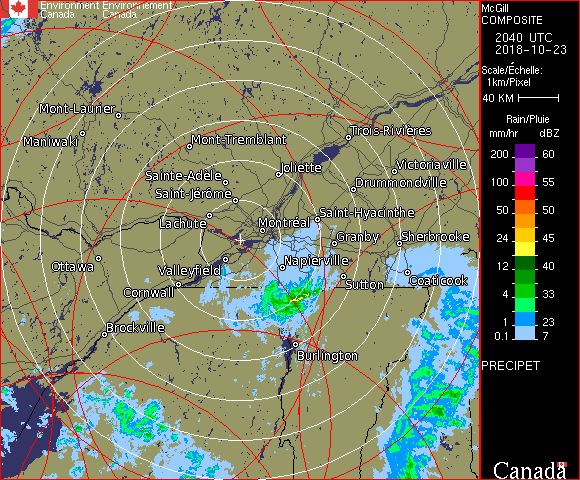 Environment Environnement
Canada Canada
McGill
COMPOSITE
2040 UTC
2018-10-23
Scale/Échelle:
1km/Pixel
40 KM
Rain/Pluie
mm/hr dBZ
200 60
100 55
50 50
24 45
12 40
4 33
1 23
0.1 7
PRECIPET
Canada
Mont-Laurier
Maniwaki
Mont-Tremblant
Trois-Rivières
Joliette
Victoriaville
Sainte-Adèle
Drummondville
Saint-Jérôme
Saint-Hyacinthe
Lachute
Montréal
Granby
Sherbrooke
Ottawa
Valleyfield
Napierville
Sutton
Coaticook
Cornwall
Brockville
Burlington